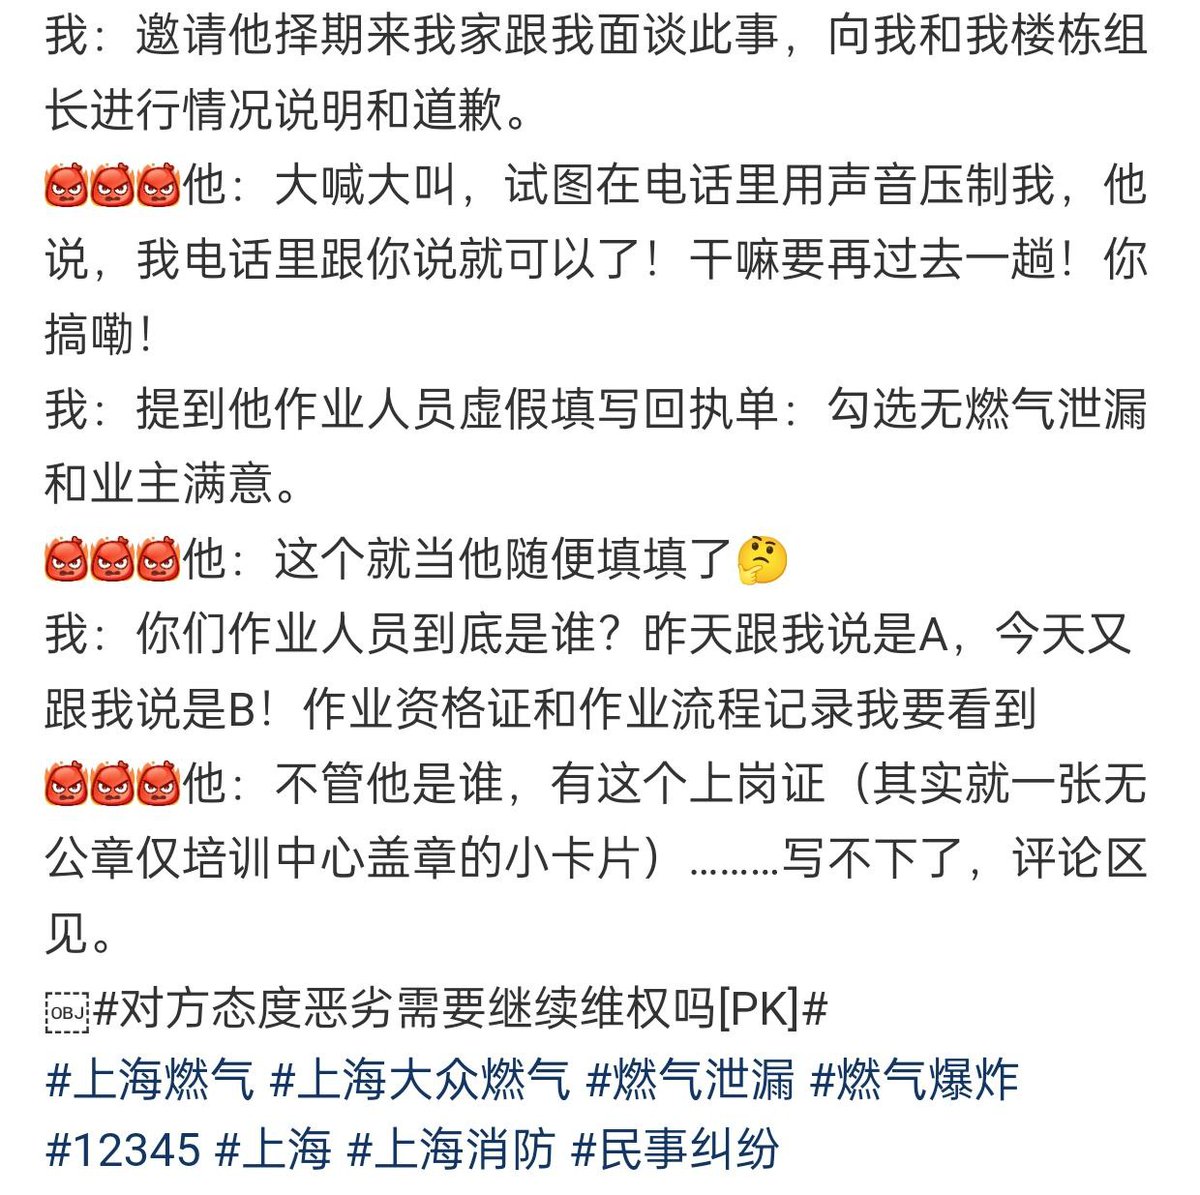 我：邀请他择期来我家跟我面谈此事，向我和我楼栋组
长进行情况说明和道歉。
他：大喊大叫，试图在电话里用声音压制我，他
说，我电话里跟你说就可以了！干嘛要再过去一趟！你
搞嘞！
我：提到他作业人员虚假填写回执单：勾选无燃气泄漏
和业主满意。
他：这个就当他随便填填了🤔
我：你们作业人员到底是谁？昨天跟我说是A，今天又
跟我说是B！作业资格证和作业流程记录我要看到
他：不管他是谁，有这个上岗证（其实就一张无
公章仅培训中心盖章的小卡片）………写不下了，评论区
见。
OBJ#对方态度恶劣需要继续维权吗[PK]#
#上海燃气 #上海大众燃气 #燃气泄漏 #燃气爆炸
#12345 #上海 #上海消防 #民事纠纷